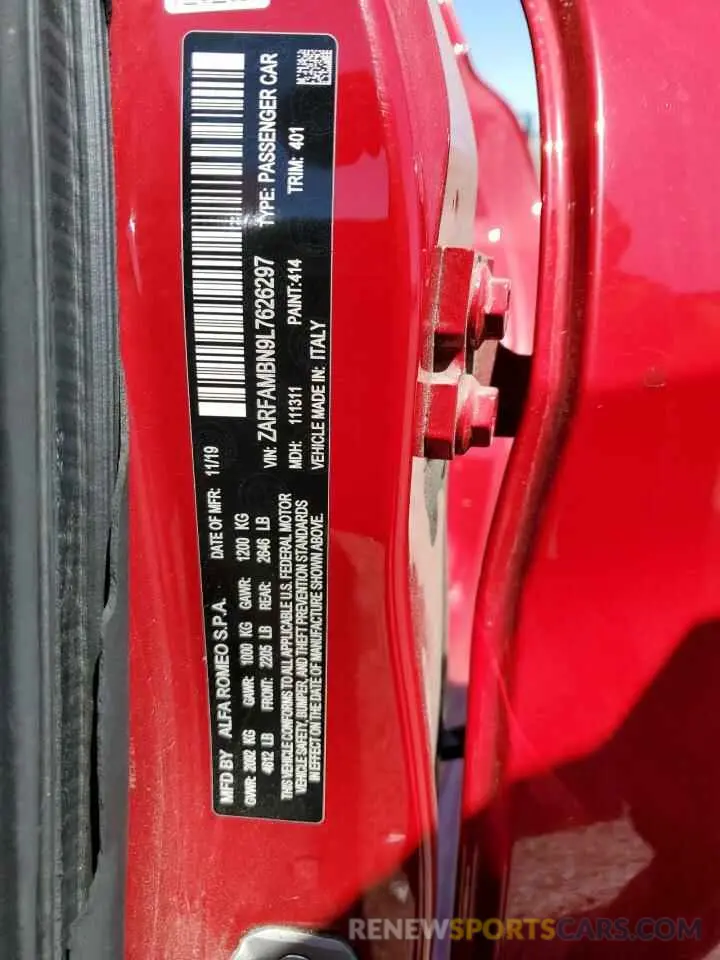 MFD BY ALFA ROMEO S.P.A. DATE OF MFR: 11/19
GVWR: 2092 KG GAWR: 1000 KG GAWR: 1200 KG
4612 LB FRONT: 2205 LB REAR: 2646 LB
THIS VEHICLE CONFORMS TO ALL APPLICABLE U.S. FEDERAL MOTOR
VEHICLE SAFETY, BUMPER, AND THEFT PREVENTION STANDARDS
IN EFFECT ON THE DATE OF MANUFACTURE SHOWN ABOVE.
VIN: ZARFAMBN9L7626297 TYPE: PASSENGER CAR
MDH: 111311 PAINT:414 TRIM: 401
VEHICLE MADE IN: ITALY
RENEWSPORTSCARS.COM